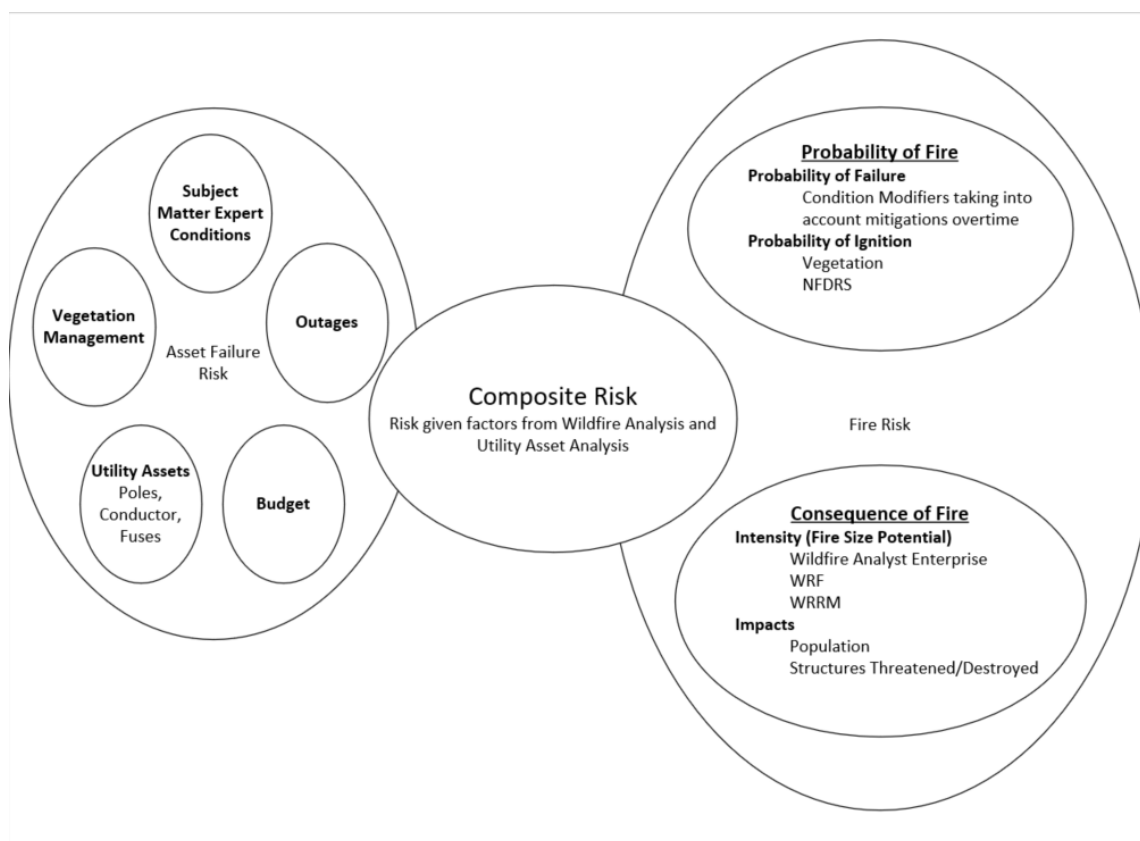 Subject
Matter Expert
Conditions
Vegetation
Management
Outages
Asset Failure
Risk
Utility Assets
Poles,
Conductor,
Fuses
Budget
Composite Risk
Risk given factors from Wildfire Analysis and
Utility Asset Analysis
Probability of Fire
Probability of Failure
Condition Modifiers taking into
account mitigations overtime
Probability of Ignition
Vegetation
NFDRS
Fire Risk
Consequence of Fire
Intensity (Fire Size Potential)
Wildfire Analyst Enterprise
WRF
WRRM
Impacts
Population
Structures Threatened/Destroyed